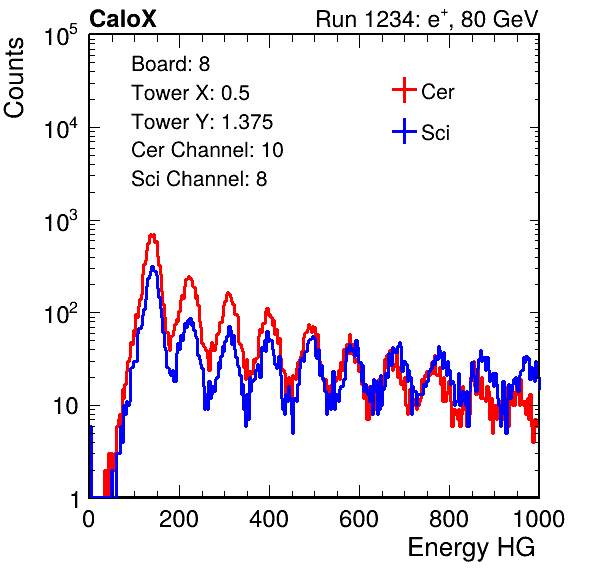 CaloX Run 1234: e⁺, 80 GeV
Counts
10⁵
10⁴
10³
10²
10
1
Board: 8
Tower X: 0.5
Tower Y: 1.375
Cer Channel: 10
Sci Channel: 8
Cer
Sci
0 200 400 600 800 1000
Energy HG